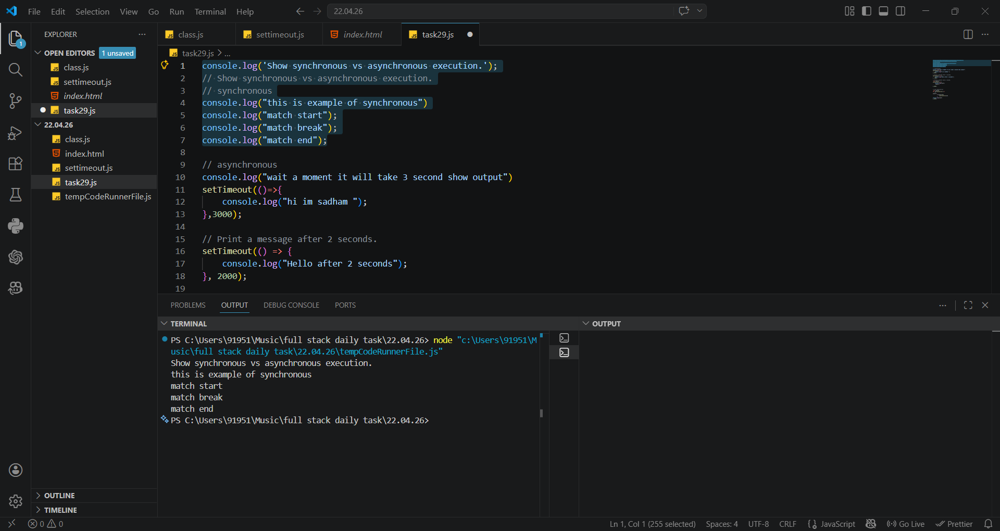 File Edit Selection View Go Run Terminal Help
22.04.26
EXPLORER
OPEN EDITORS 1 unsaved
class.js
settimeout.js
index.html
task29.js
22.04.26
class.js
index.html
settimeout.js
task29.js
tempCodeRunnerFile.js
OUTLINE
TIMELINE
class.js settimeout.js index.html task29.js
task29.js > ...
1 console.log('Show synchronous vs asynchronous execution.');
2 // Show synchronous vs asynchronous execution.
3 // synchronous
4 console.log("this is example of synchronous")
5 console.log("match start");
6 console.log("match break");
7 console.log("match end");
8
9 // asynchronous
10 console.log("wait a moment it will take 3 second show output")
11 setTimeout(()=>{
12 console.log("hi im sadham ");
13 },3000);
14
15 // Print a message after 2 seconds.
16 setTimeout(() => {
17 console.log("Hello after 2 seconds");
18 }, 2000);
19
PROBLEMS OUTPUT DEBUG CONSOLE PORTS
TERMINAL
PS C:\Users\91951\Music\full stack daily task\22.04.26> node "c:\Users\91951\M
usic\full stack daily task\22.04.26\tempCodeRunnerFile.js"
Show synchronous vs asynchronous execution.
this is example of synchronous
match start
match break
match end
PS C:\Users\91951\Music\full stack daily task\22.04.26>
OUTPUT
0 0 Ln 1, Col 1 (255 selected) Spaces: 4 UTF-8 CRLF JavaScript Go Live Prettier